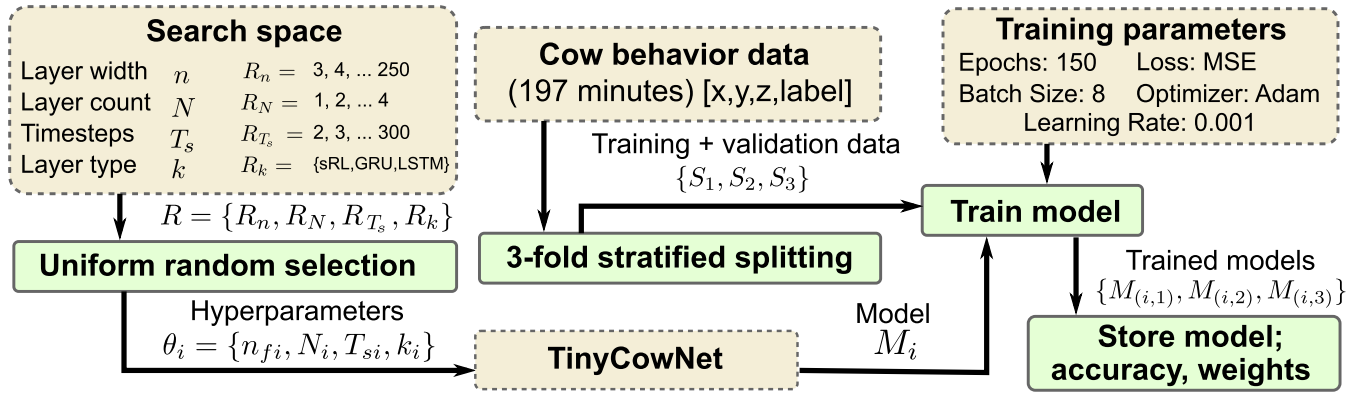 Search space
Layer width n R_n = 3, 4, ... 250
Layer count N R_N = 1, 2, ... 4
Timesteps T_s R_{T_s} = 2, 3, ... 300
Layer type k R_k = {sRL,GRU,LSTM}
R = {R_n, R_N, R_{T_s}, R_k}
Uniform random selection
Hyperparameters
θ_i = {n_{fi}, N_i, T_{si}, k_i}
Cow behavior data
(197 minutes) [x,y,z,label]
Training + validation data
{S_1, S_2, S_3}
3-fold stratified splitting
TinyCowNet
Model
M_i
Training parameters
Epochs: 150 Loss: MSE
Batch Size: 8 Optimizer: Adam
Learning Rate: 0.001
Train model
Trained models
{M_{(i,1)}, M_{(i,2)}, M_{(i,3)}}
Store model;
accuracy, weights